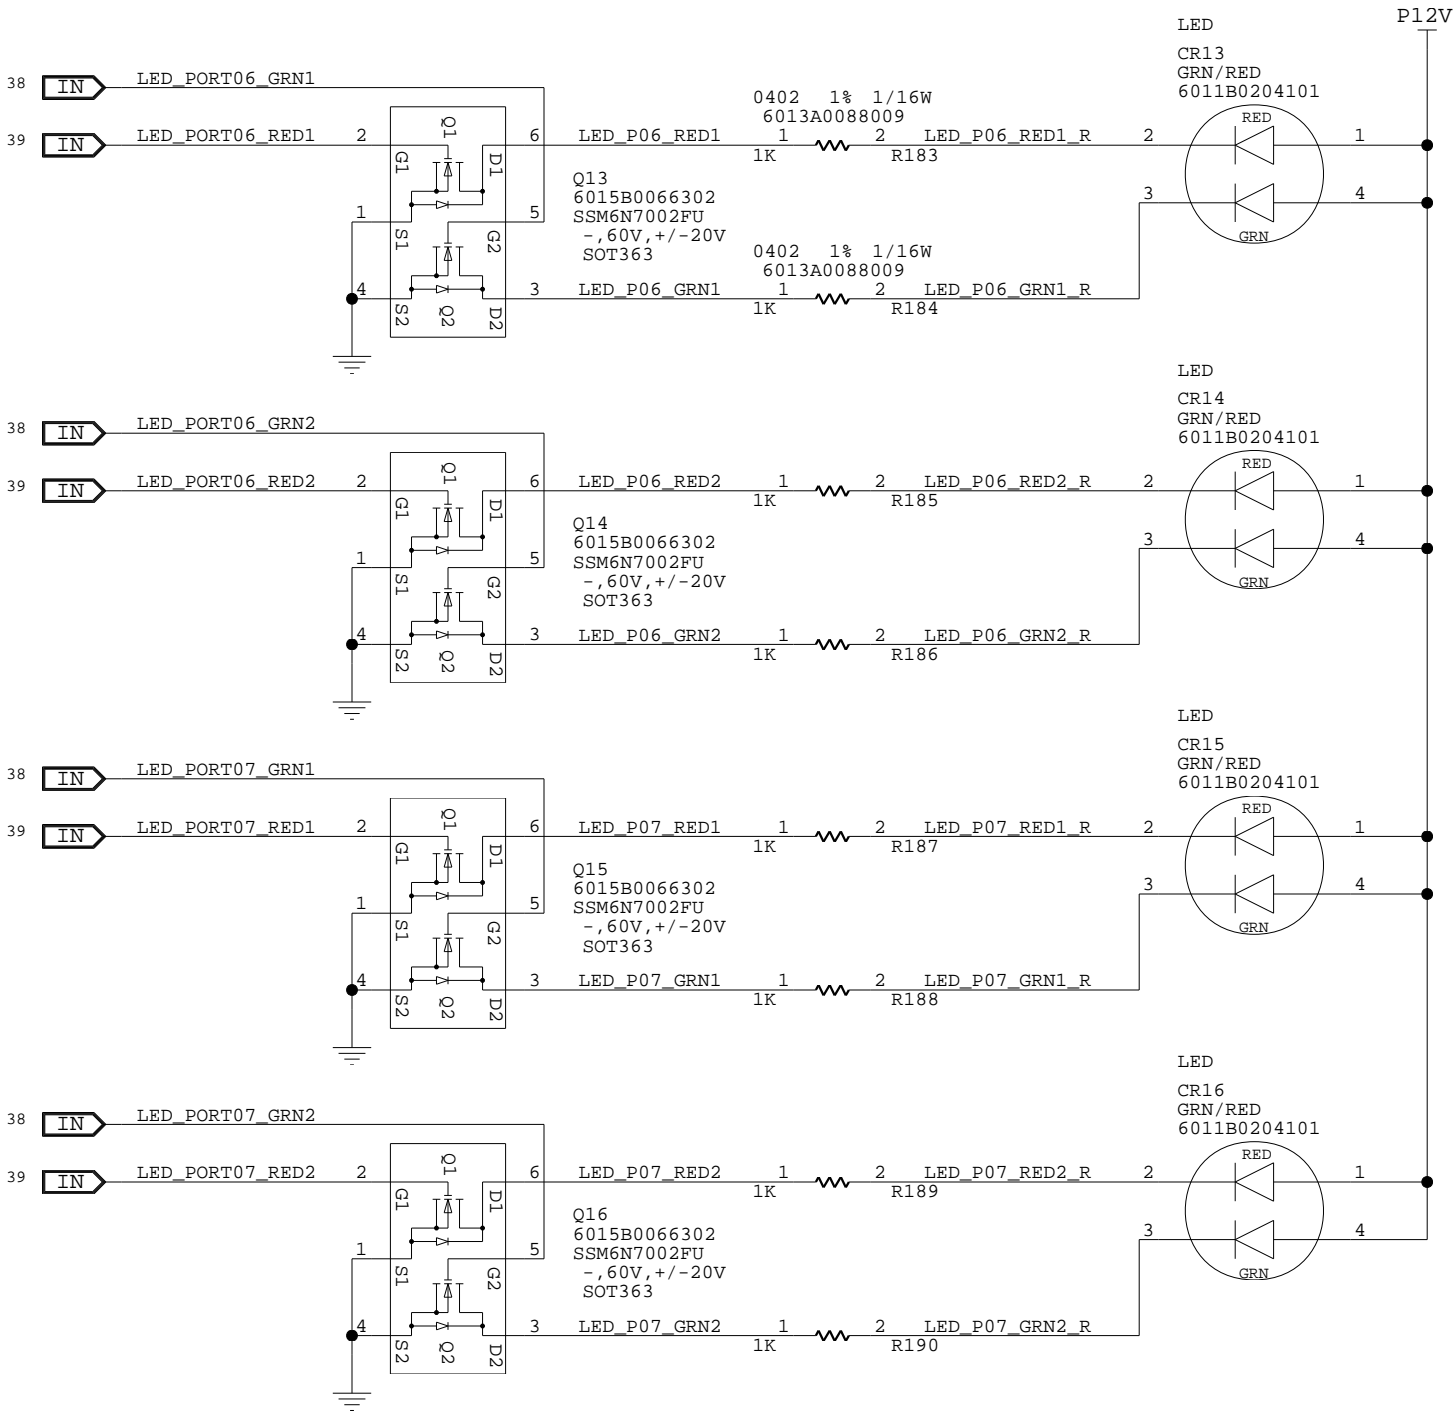 P12V
LED
CR13
GRN/RED
6011B0204101
38 IN LED_PORT06_GRN1
0402 1% 1/16W
6013A0088009
RED
39 IN LED_PORT06_RED1 2 Q1 6 LED_P06_RED1 1 2 LED_P06_RED1_R 2 1
G1 D1 1K R183
Q13
6015B0066302
SSM6N7002FU
-,60V,+/-20V
SOT363
3 4
1 5
S1 G2
GRN
0402 1% 1/16W
6013A0088009
4 3 LED_P06_GRN1 1 2 LED_P06_GRN1_R
S2 Q2 D2 1K R184
LED
CR14
GRN/RED
6011B0204101
38 IN LED_PORT06_GRN2
RED
39 IN LED_PORT06_RED2 2 Q1 6 LED_P06_RED2 1 2 LED_P06_RED2_R 2 1
G1 D1 1K R185
Q14
6015B0066302
SSM6N7002FU
-,60V,+/-20V
SOT363
3 4
1 5
S1 G2
GRN
4 3 LED_P06_GRN2 1 2 LED_P06_GRN2_R
S2 Q2 D2 1K R186
LED
CR15
GRN/RED
6011B0204101
38 IN LED_PORT07_GRN1
RED
39 IN LED_PORT07_RED1 2 Q1 6 LED_P07_RED1 1 2 LED_P07_RED1_R 2 1
G1 D1 1K R187
Q15
6015B0066302
SSM6N7002FU
-,60V,+/-20V
SOT363
3 4
1 5
S1 G2
GRN
4 3 LED_P07_GRN1 1 2 LED_P07_GRN1_R
S2 Q2 D2 1K R188
LED
CR16
GRN/RED
6011B0204101
38 IN LED_PORT07_GRN2
RED
39 IN LED_PORT07_RED2 2 Q1 6 LED_P07_RED2 1 2 LED_P07_RED2_R 2 1
G1 D1 1K R189
Q16
6015B0066302
SSM6N7002FU
-,60V,+/-20V
SOT363
3 4
1 5
S1 G2
GRN
4 3 LED_P07_GRN2 1 2 LED_P07_GRN2_R
S2 Q2 D2 1K R190